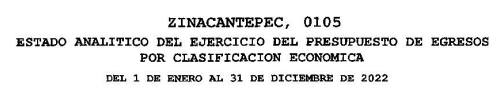 ZINACANTEPEC, 0105
ESTADO ANALITICO DEL EJERCICIO DEL PRESUPUESTO DE EGRESOS
POR CLASIFICACION ECONOMICA
DEL 1 DE ENERO AL 31 DE DICIEMBRE DE 2022